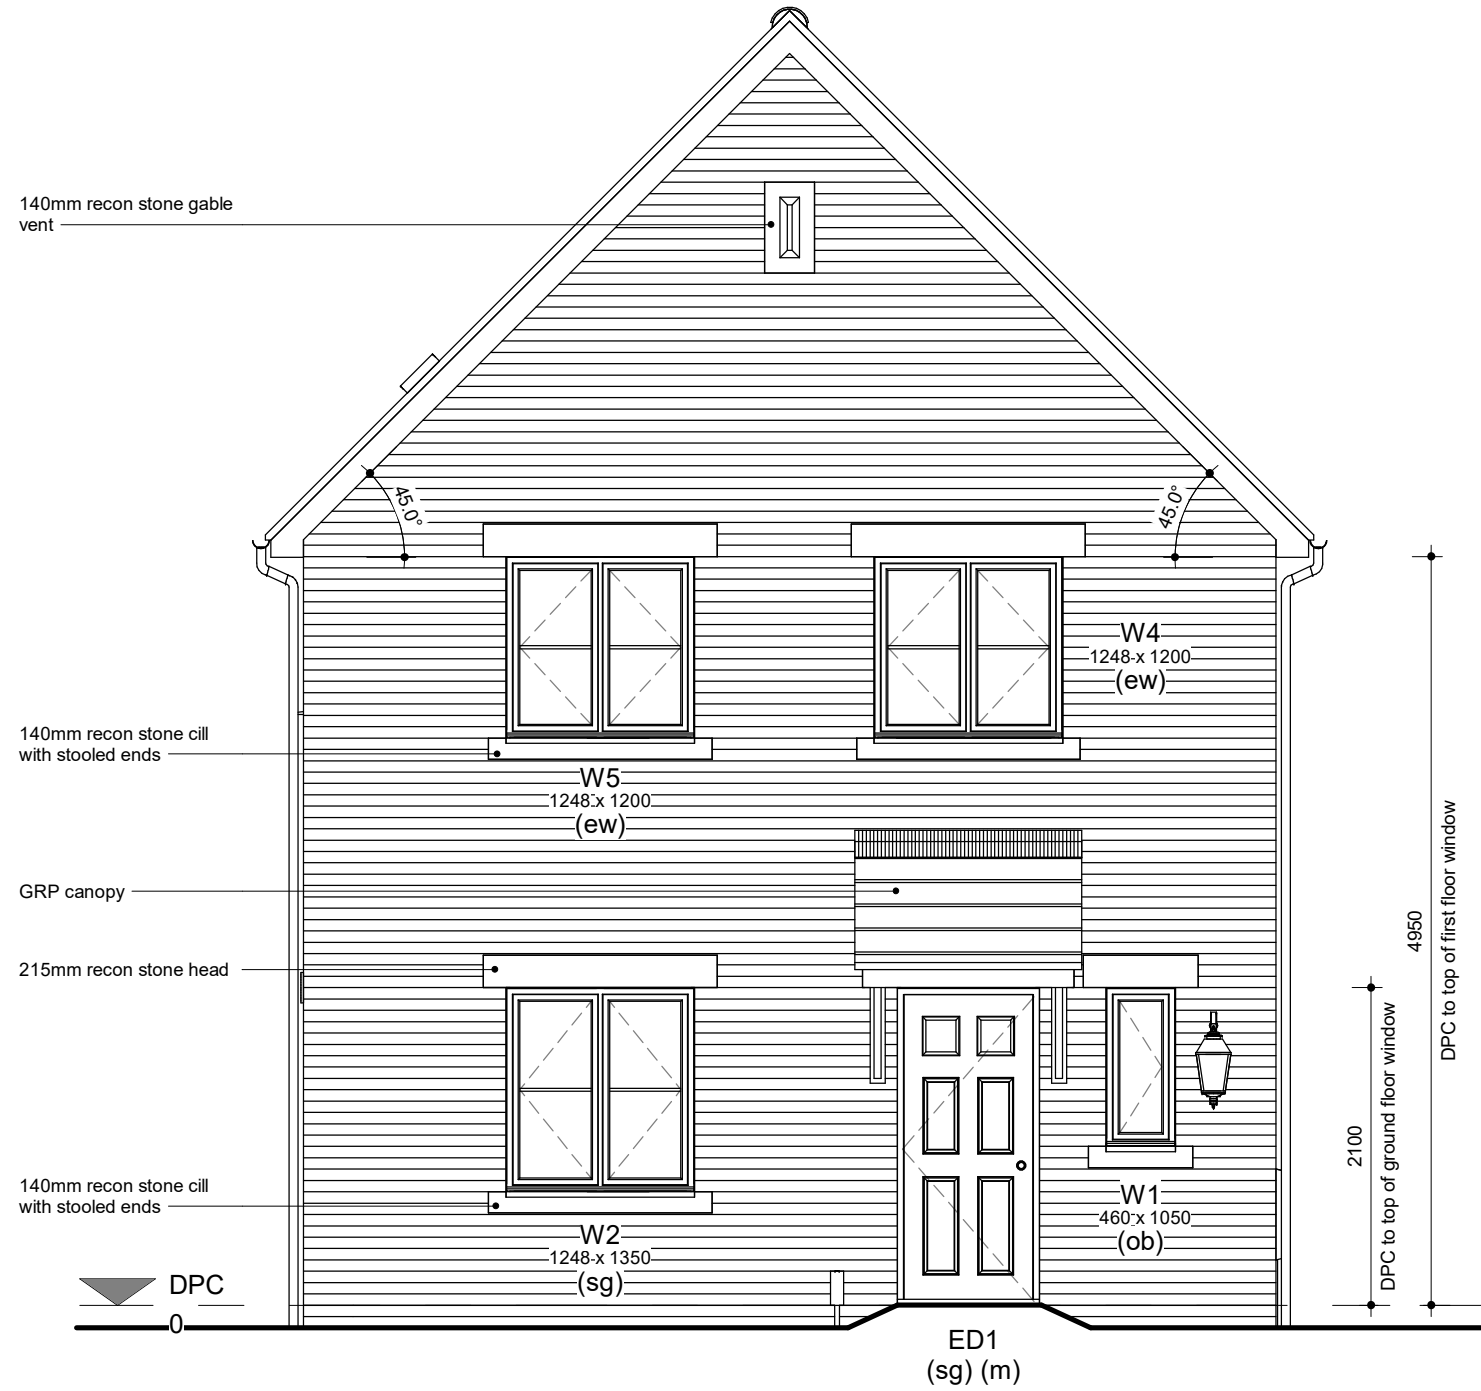 140mm recon stone gable
vent
45.0°
45.0°
W4
1248 x 1200
(ew)
140mm recon stone cill
with stooled ends
W5
1248 x 1200
(ew)
GRP canopy
215mm recon stone head
4950
DPC to top of first floor window
2100
DPC to top of ground floor window
140mm recon stone cill
with stooled ends
W1
460 x 1050
(ob)
W2
1248 x 1350
(sg)
DPC
0
ED1
(sg) (m)